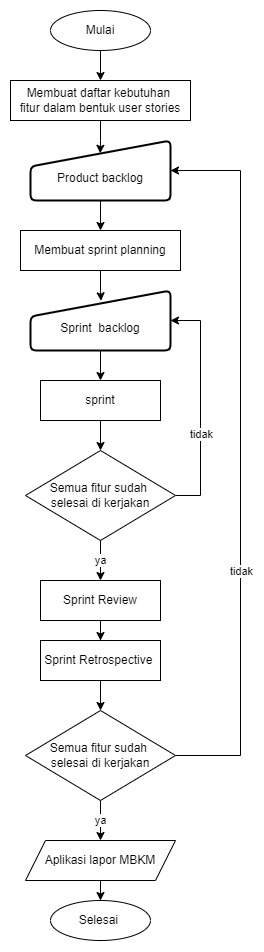 Mulai
Membuat daftar kebutuhan
fitur dalam bentuk user stories
Product backlog
Membuat sprint planning
Sprint backlog
sprint
tidak
Semua fitur sudah
selesai di kerjakan
ya
tidak
Sprint Review
Sprint Retrospective
Semua fitur sudah
selesai di kerjakan
ya
Aplikasi lapor MBKM
Selesai